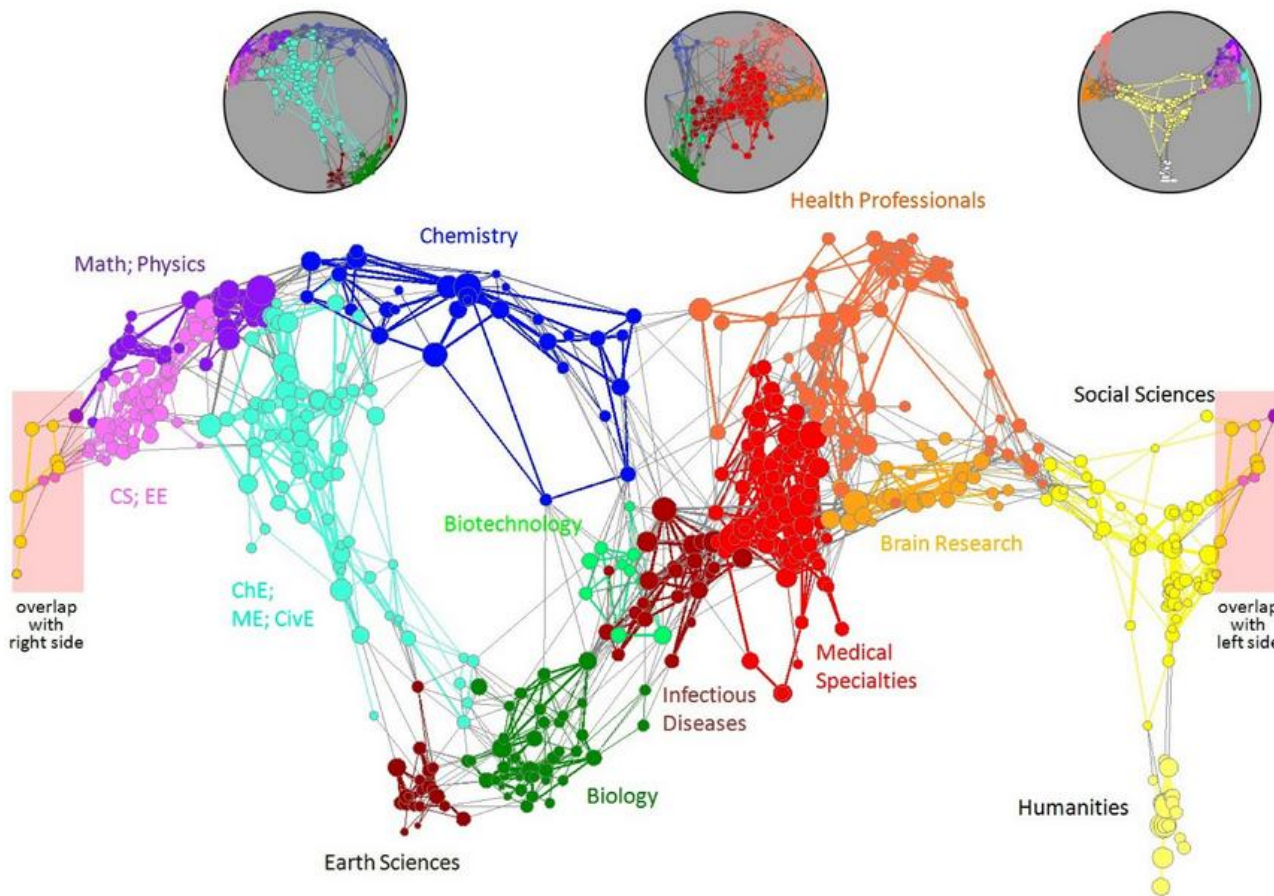 Health Professionals
Chemistry
Math; Physics
Social Sciences
CS; EE
Biotechnology
Brain Research
ChE;
ME; CivE
overlap
with
right side
overlap
with
left side
Medical
Specialties
Infectious
Diseases
Biology
Humanities
Earth Sciences